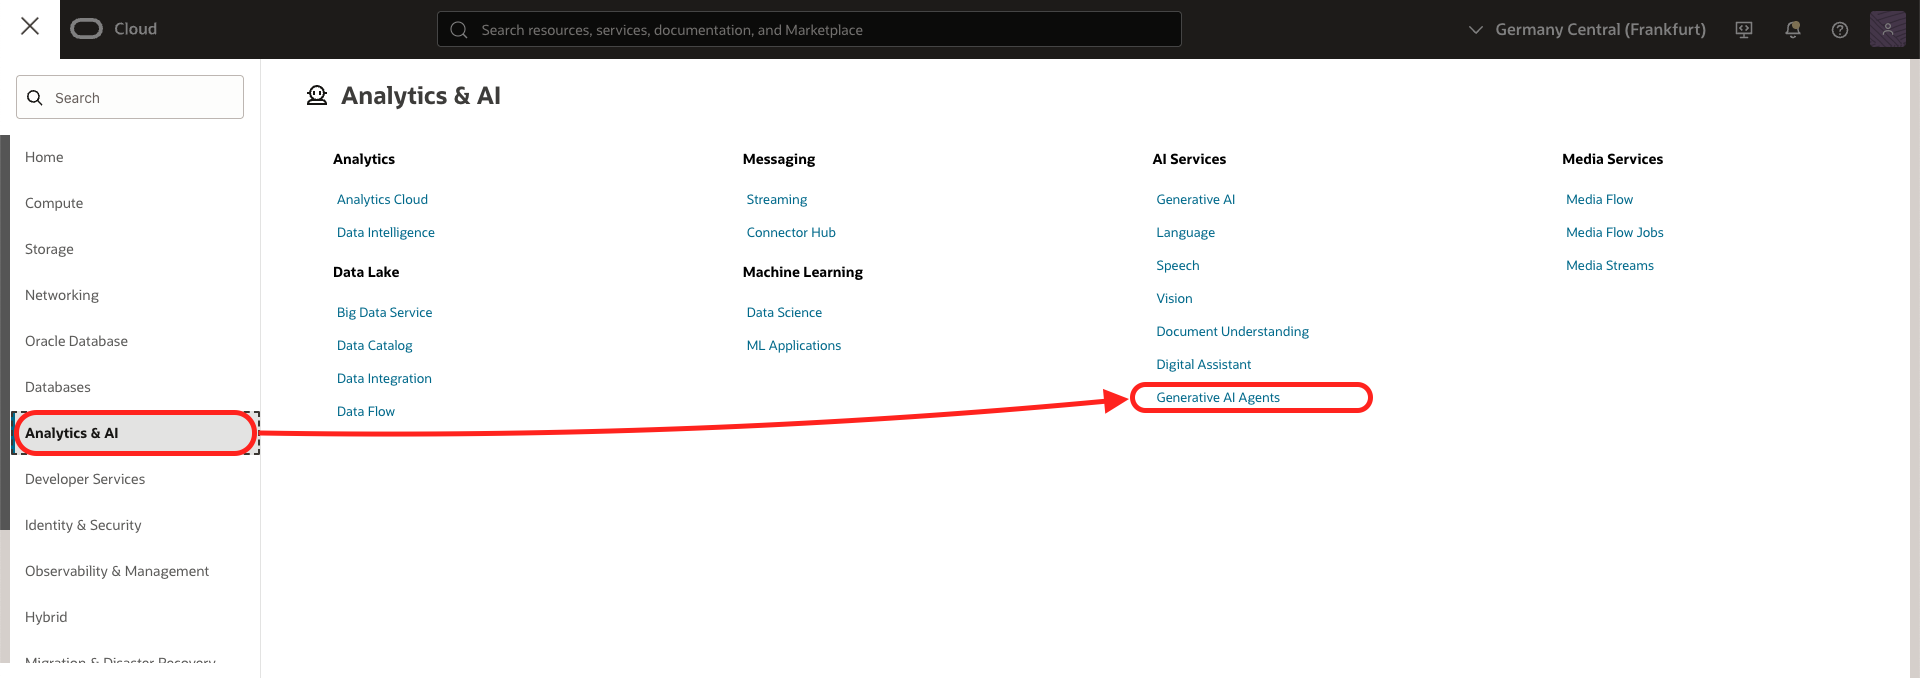 Cloud
Search resources, services, documentation, and Marketplace
Germany Central (Frankfurt)
Search
Home
Compute
Storage
Networking
Oracle Database
Databases
Analytics & AI
Developer Services
Identity & Security
Observability & Management
Hybrid
Migration & Disaster Recovery
Analytics & AI
Analytics
Analytics Cloud
Data Intelligence
Data Lake
Big Data Service
Data Catalog
Data Integration
Data Flow
Messaging
Streaming
Connector Hub
Machine Learning
Data Science
ML Applications
AI Services
Generative AI
Language
Speech
Vision
Document Understanding
Digital Assistant
Generative AI Agents
Media Services
Media Flow
Media Flow Jobs
Media Streams